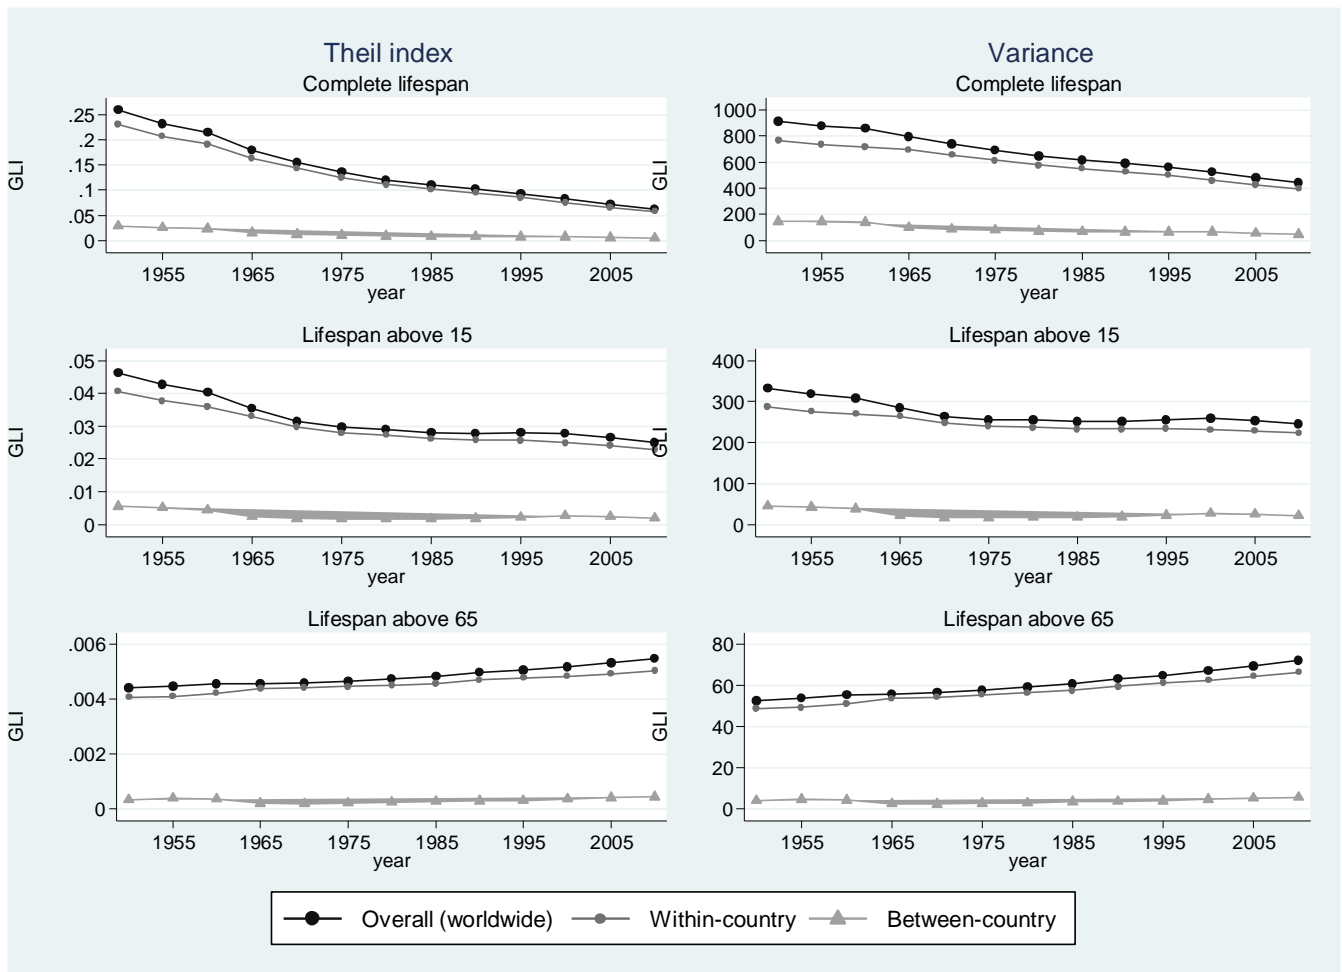 Theil index
Variance
Complete lifespan
Complete lifespan
GLI
.25
.2
.15
.1
.05
0
1955 1965 1975 1985 1995 2005
year
GLI
1000
800
600
400
200
0
1955 1965 1975 1985 1995 2005
year
Lifespan above 15
Lifespan above 15
GLI
.05
.04
.03
.02
.01
0
1955 1965 1975 1985 1995 2005
year
GLI
400
300
200
100
0
1955 1965 1975 1985 1995 2005
year
Lifespan above 65
Lifespan above 65
GLI
.006
.004
.002
0
1955 1965 1975 1985 1995 2005
year
GLI
80
60
40
20
0
1955 1965 1975 1985 1995 2005
year
Overall (worldwide) Within-country Between-country